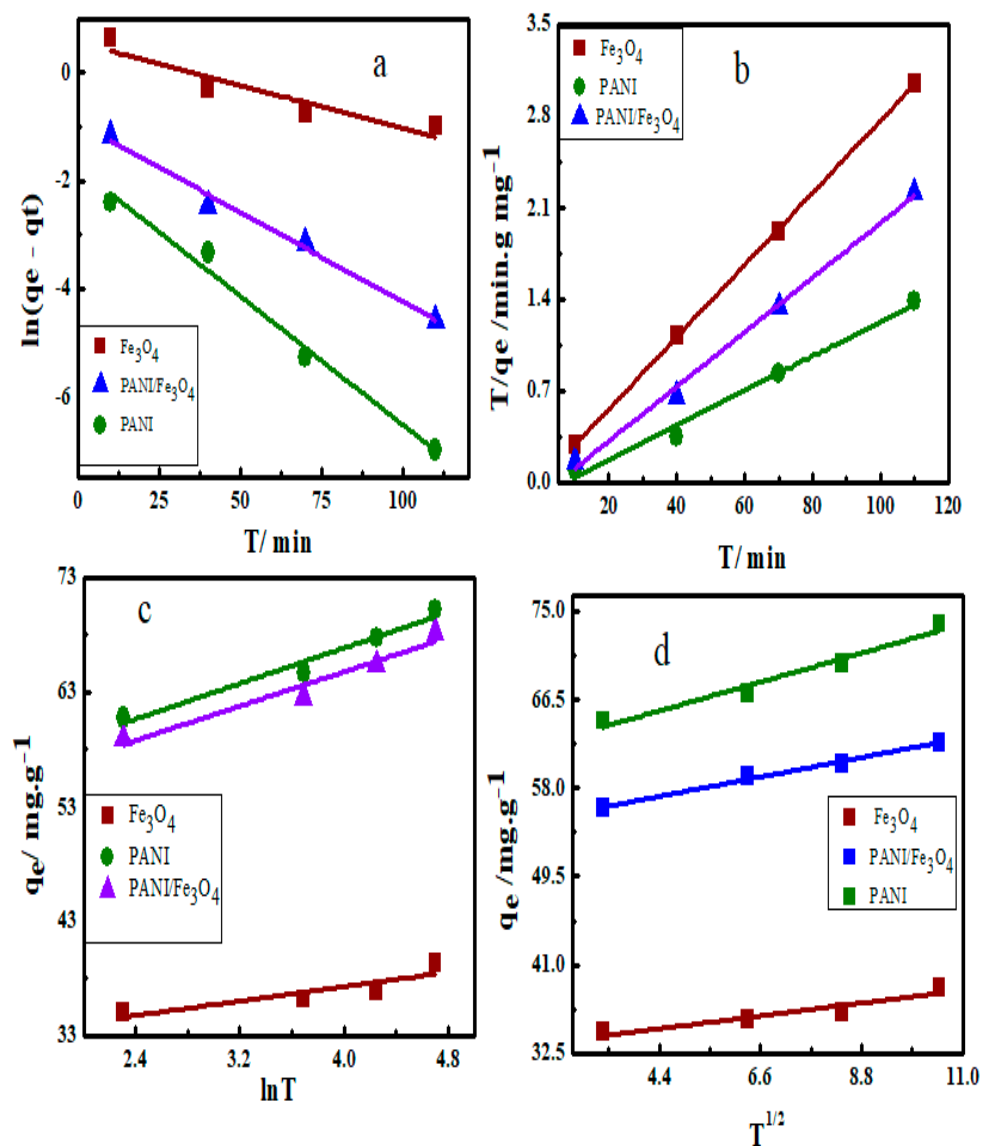 a
0
-2
-4
-6
ln(qe - qt)
Fe₃O₄
PANI/Fe₃O₄
PANI
0
25
50
75
100
T/ min
b
3.5
2.8
2.1
1.4
0.7
0.0
T/qe /min.g mg⁻¹
Fe₃O₄
PANI
PANI/Fe₃O₄
20
40
60
80
100
120
T/ min
c
73
63
53
43
33
qₑ/ mg.g⁻¹
Fe₃O₄
PANI
PANI/Fe₃O₄
2.4
3.2
4.0
4.8
lnT
d
75.0
66.5
58.0
49.5
41.0
32.5
qₑ /mg.g⁻¹
Fe₃O₄
PANI/Fe₃O₄
PANI
4.4
6.6
8.8
11.0
T¹ᐟ²